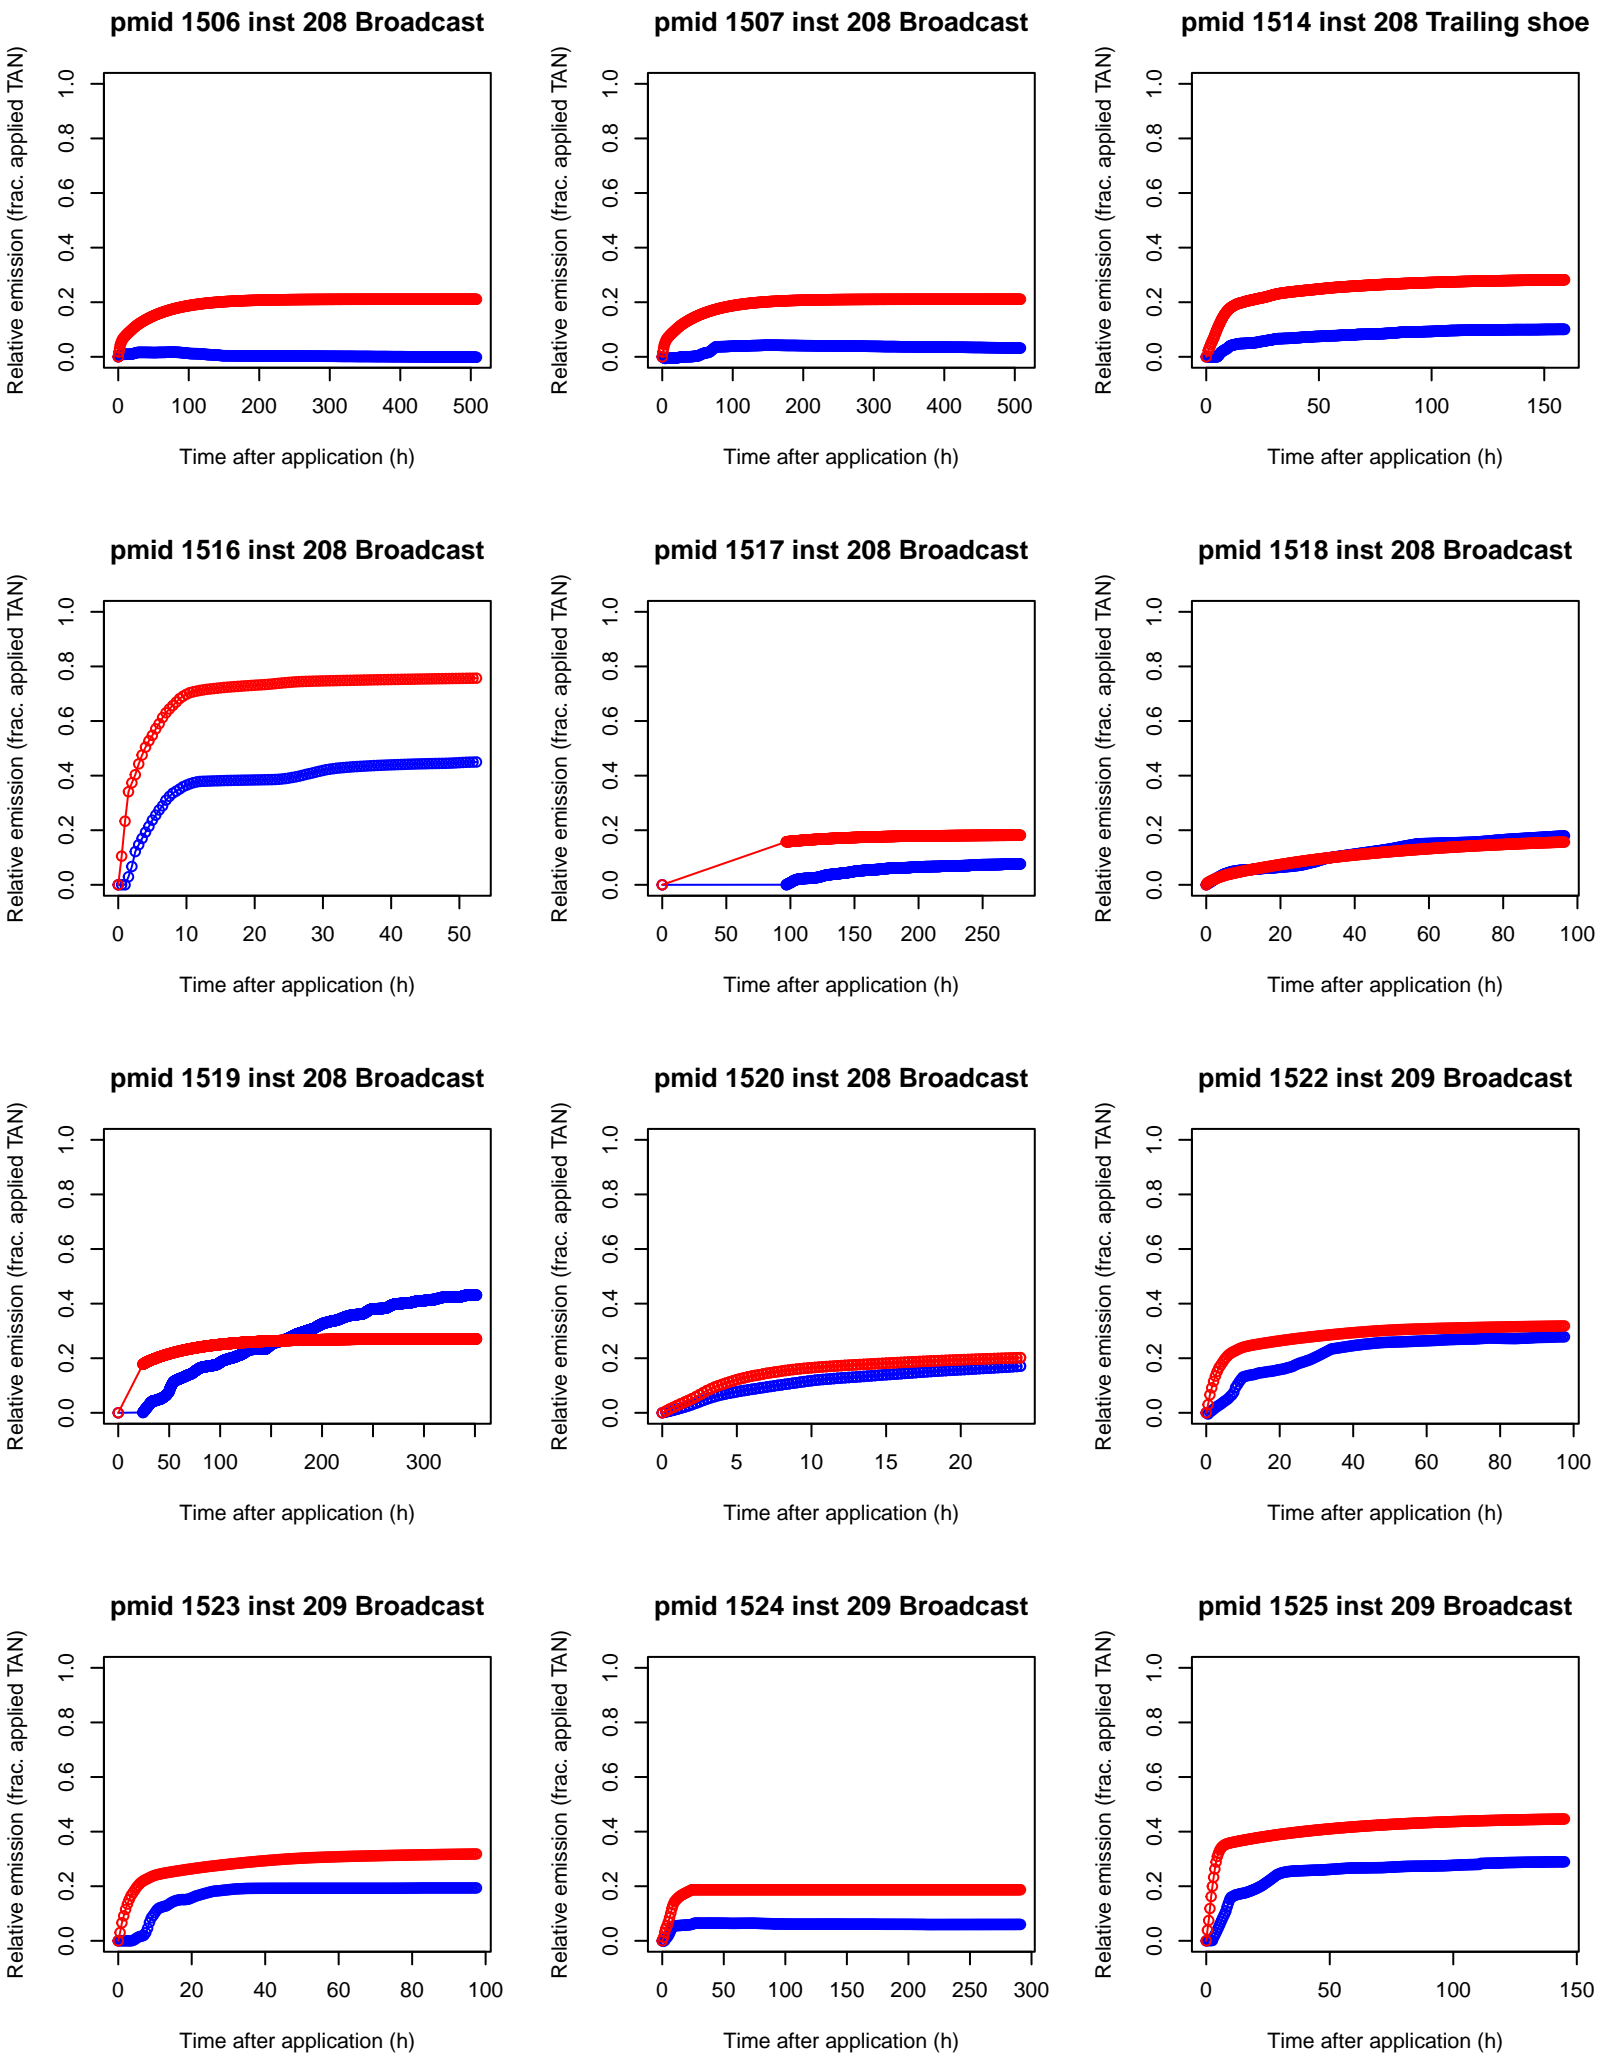 pmid 1506 inst 208 Broadcast
Relative emission (frac. applied TAN)
1.0
0.8
0.6
0.4
0.2
0.0
0 100 200 300 400 500
Time after application (h)
pmid 1507 inst 208 Broadcast
Relative emission (frac. applied TAN)
1.0
0.8
0.6
0.4
0.2
0.0
0 100 200 300 400 500
Time after application (h)
pmid 1514 inst 208 Trailing shoe
Relative emission (frac. applied TAN)
1.0
0.8
0.6
0.4
0.2
0.0
0 50 100 150
Time after application (h)
pmid 1516 inst 208 Broadcast
Relative emission (frac. applied TAN)
1.0
0.8
0.6
0.4
0.2
0.0
0 10 20 30 40 50
Time after application (h)
pmid 1517 inst 208 Broadcast
Relative emission (frac. applied TAN)
1.0
0.8
0.6
0.4
0.2
0.0
0 50 100 150 200 250
Time after application (h)
pmid 1518 inst 208 Broadcast
Relative emission (frac. applied TAN)
1.0
0.8
0.6
0.4
0.2
0.0
0 20 40 60 80 100
Time after application (h)
pmid 1519 inst 208 Broadcast
Relative emission (frac. applied TAN)
1.0
0.8
0.6
0.4
0.2
0.0
0 50 100 200 300
Time after application (h)
pmid 1520 inst 208 Broadcast
Relative emission (frac. applied TAN)
1.0
0.8
0.6
0.4
0.2
0.0
0 5 10 15 20
Time after application (h)
pmid 1522 inst 209 Broadcast
Relative emission (frac. applied TAN)
1.0
0.8
0.6
0.4
0.2
0.0
0 20 40 60 80 100
Time after application (h)
pmid 1523 inst 209 Broadcast
Relative emission (frac. applied TAN)
1.0
0.8
0.6
0.4
0.2
0.0
0 20 40 60 80 100
Time after application (h)
pmid 1524 inst 209 Broadcast
Relative emission (frac. applied TAN)
1.0
0.8
0.6
0.4
0.2
0.0
0 50 100 150 200 250 300
Time after application (h)
pmid 1525 inst 209 Broadcast
Relative emission (frac. applied TAN)
1.0
0.8
0.6
0.4
0.2
0.0
0 50 100 150
Time after application (h)